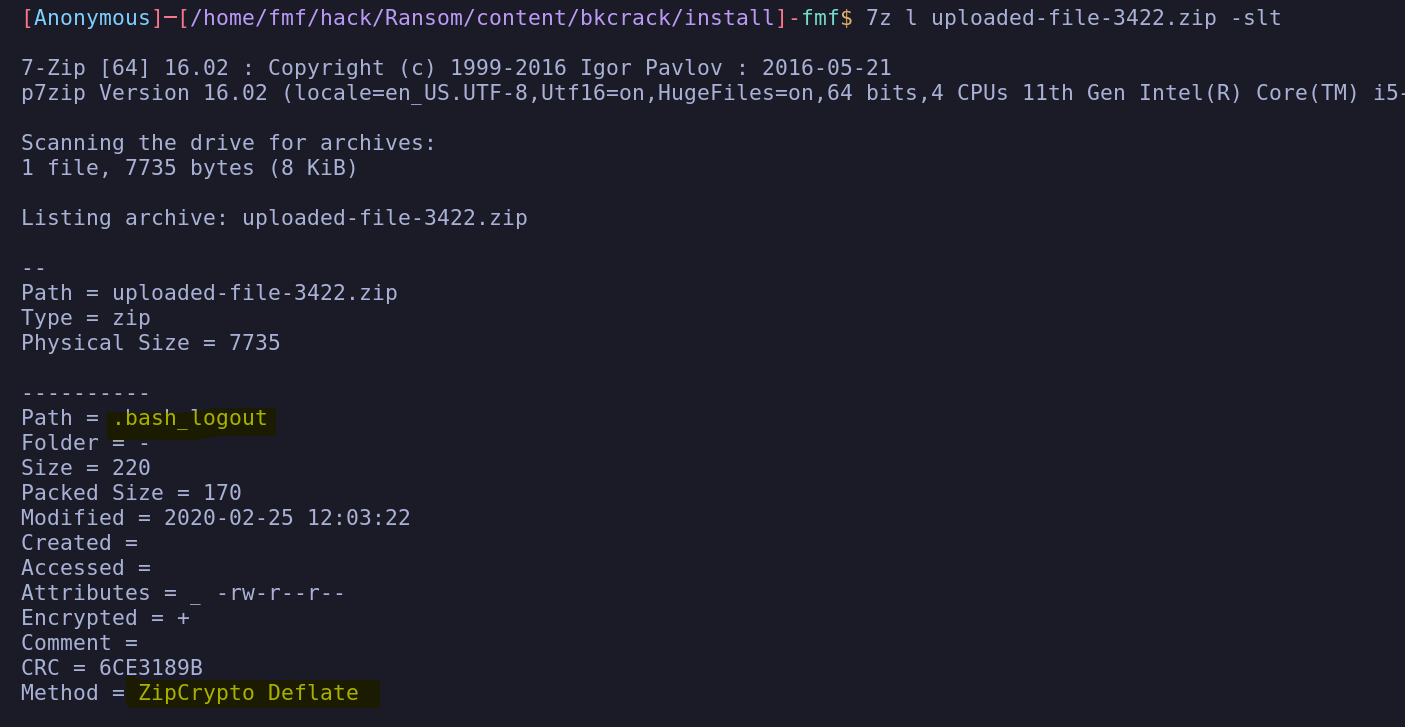 [Anonymous]─[/home/fmf/hack/Ransom/content/bkcrack/install]-fmf$ 7z l uploaded-file-3422.zip -slt
7-Zip [64] 16.02 : Copyright (c) 1999-2016 Igor Pavlov : 2016-05-21
p7zip Version 16.02 (locale=en_US.UTF-8,Utf16=on,HugeFiles=on,64 bits,4 CPUs 11th Gen Intel(R) Core(TM) i5-
Scanning the drive for archives:
1 file, 7735 bytes (8 KiB)
Listing archive: uploaded-file-3422.zip
--
Path = uploaded-file-3422.zip
Type = zip
Physical Size = 7735
----------
Path = .bash_logout
Folder = -
Size = 220
Packed Size = 170
Modified = 2020-02-25 12:03:22
Created =
Accessed =
Attributes = _ -rw-r--r--
Encrypted = +
Comment =
CRC = 6CE3189B
Method = ZipCrypto Deflate